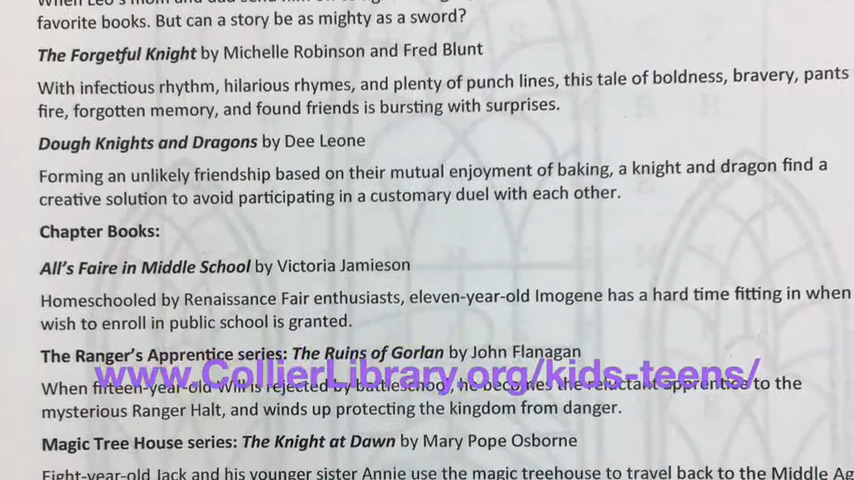 favorite books. But can a story be as mighty as a sword?
The Forgetful Knight by Michelle Robinson and Fred Blunt
With infectious rhythm, hilarious rhymes, and plenty of punch lines, this tale of boldness, bravery, pants
fire, forgotten memory, and found friends is bursting with surprises.
Dough Knights and Dragons by Dee Leone
Forming an unlikely friendship based on their mutual enjoyment of baking, a knight and dragon find a
creative solution to avoid participating in a customary duel with each other.
Chapter Books:
All's Faire in Middle School by Victoria Jamieson
Homeschooled by Renaissance Fair enthusiasts, eleven-year-old Imogene has a hard time fitting in when
wish to enroll in public school is granted.
The Ranger's Apprentice series: The Ruins of Gorlan by John Flanagan
www.CollierLibrary.org/kids-teens/
When fifteen-year-old Will is rejected by battleschool, he becomes the reluctant apprentice to the
mysterious Ranger Halt, and winds up protecting the kingdom from danger.
Magic Tree House series: The Knight at Dawn by Mary Pope Osborne
Eight-year-old Jack and his younger sister Annie use the magic treehouse to travel back to the Middle